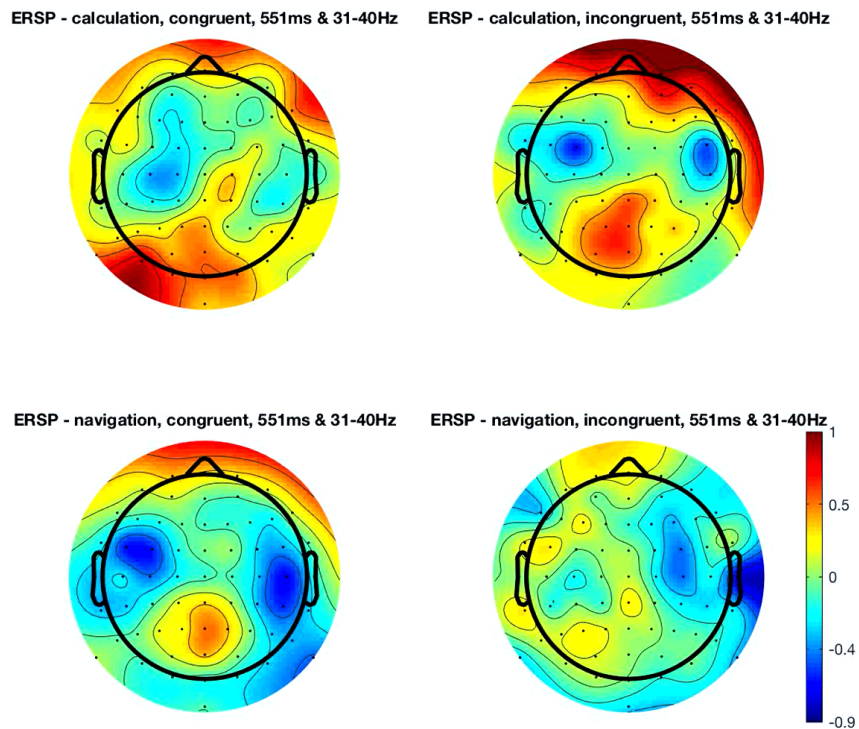 ERSP - calculation, congruent, 551ms & 31-40Hz
ERSP - calculation, incongruent, 551ms & 31-40Hz
ERSP - navigation, congruent, 551ms & 31-40Hz
ERSP - navigation, incongruent, 551ms & 31-40Hz
1
0.5
0
-0.4
-0.9